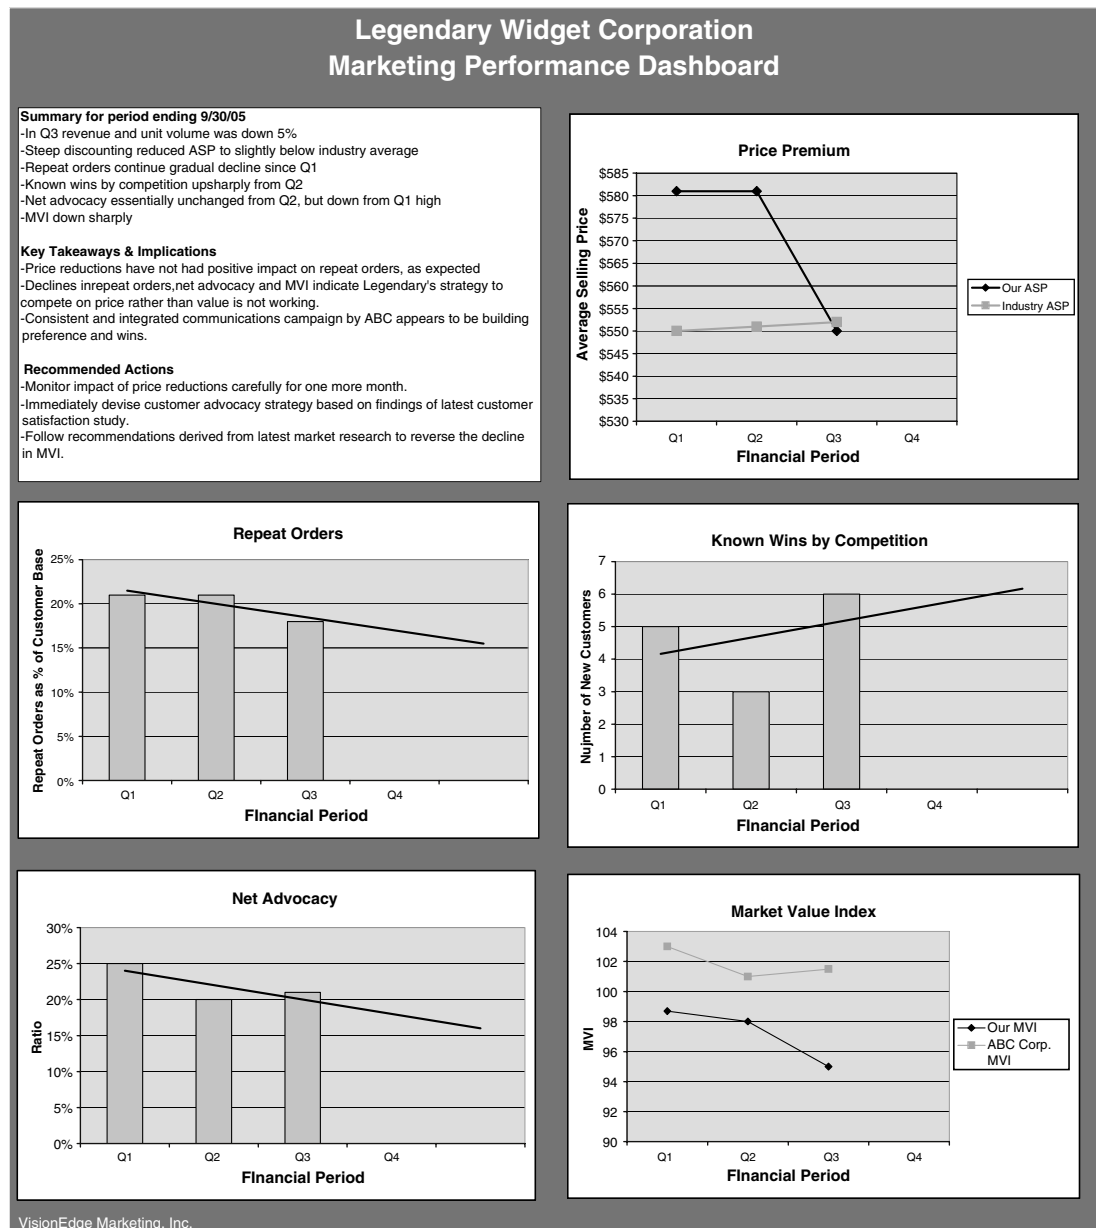 Legendary Widget Corporation
Marketing Performance Dashboard
Summary for period ending 9/30/05
-In Q3 revenue and unit volume was down 5%
-Steep discounting reduced ASP to slightly below industry average
-Repeat orders continue gradual decline since Q1
-Known wins by competition upsharply from Q2
-Net advocacy essentially unchanged from Q2, but down from Q1 high
-MVI down sharply
Key Takeaways & Implications
-Price reductions have not had positive impact on repeat orders, as expected
-Declines inrepeat orders,net advocacy and MVI indicate Legendary's strategy to
compete on price rather than value is not working.
-Consistent and integrated communications campaign by ABC appears to be building
preference and wins.
Recommended Actions
-Monitor impact of price reductions carefully for one more month.
-Immediately devise customer advocacy strategy based on findings of latest customer
satisfaction study.
-Follow recommendations derived from latest market research to reverse the decline
in MVI.
Price Premium
Average Selling Price
$585
$580
$575
$570
$565
$560
$555
$550
$545
$540
$535
$530
Q1 Q2 Q3 Q4
FInancial Period
Our ASP
Industry ASP
Repeat Orders
Repeat Orders as % of Customer Base
25%
20%
15%
10%
5%
0%
Q1 Q2 Q3 Q4
FInancial Period
Known Wins by Competition
Nujmber of New Customers
7
6
5
4
3
2
1
0
Q1 Q2 Q3 Q4
FInancial Period
Net Advocacy
Ratio
30%
25%
20%
15%
10%
5%
0%
Q1 Q2 Q3 Q4
FInancial Period
Market Value Index
MVI
104
102
100
98
96
94
92
90
Q1 Q2 Q3 Q4
FInancial Period
Our MVI
ABC Corp.
MVI
VisionEdge Marketing, Inc.